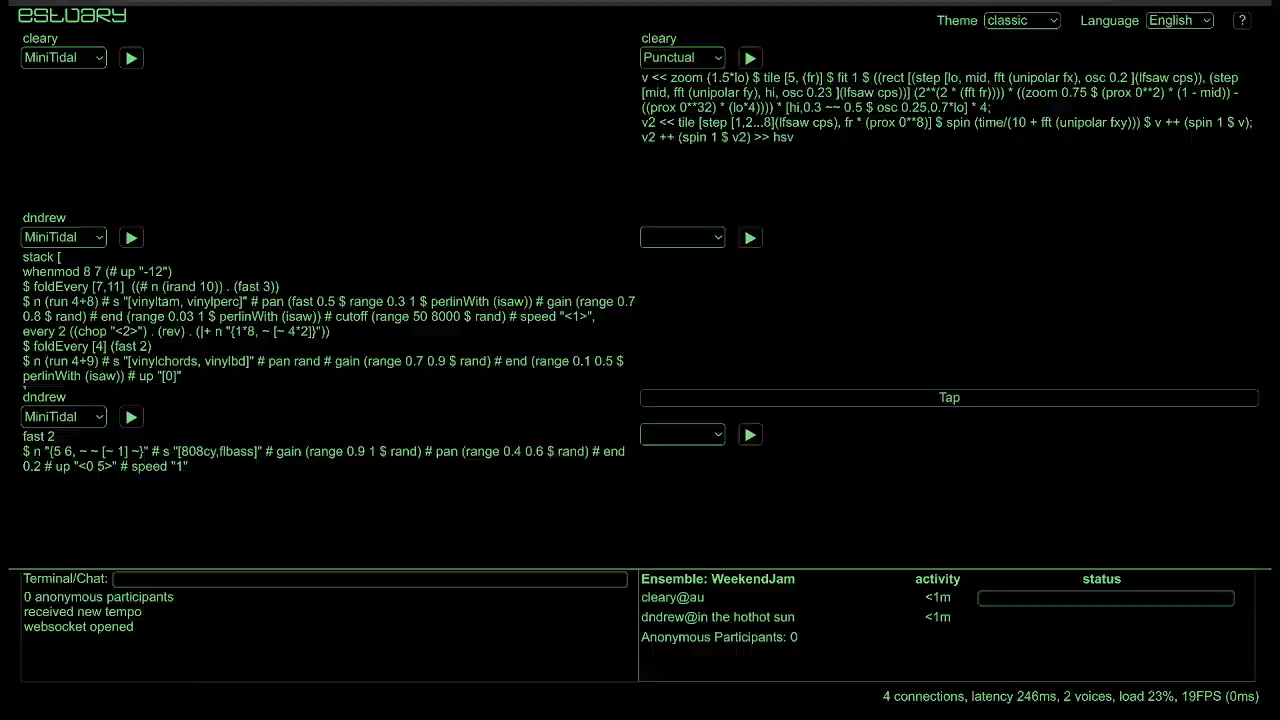 estuary
Theme classic Language English ?
cleary
MiniTidal
cleary
Punctual
v << zoom (1.5*lo) $ tile [5, (fr)] $ fit 1 $ ((rect [(step [lo, mid, fft (unipolar fx), osc 0.2 ](lfsaw cps)), (step
[mid, fft (unipolar fy), hi, osc 0.23 ](lfsaw cps))] (2**(2 * (fft fr)))) * ((zoom 0.75 $ (prox 0**2) * (1 - mid)) -
((prox 0**32) * (lo*4)))) * [hi,0.3 ~~ 0.5 $ osc 0.25,0.7*lo] * 4;
v2 << tile [step [1,2...8](lfsaw cps), fr * (prox 0**8)] $ spin (time/(10 + fft (unipolar fxy))) $ v ++ (spin 1 $ v);
v2 ++ (spin 1 $ v2) >> hsv
dndrew
MiniTidal
stack [
whenmod 8 7 (# up "-12")
$ foldEvery [7,11] ((# n (irand 10)) . (fast 3))
$ n (run 4+8) # s "[vinyltam, vinylperc]" # pan (fast 0.5 $ range 0.3 1 $ perlinWith (isaw)) # gain (range 0.7
0.8 $ rand) # end (range 0.03 1 $ perlinWith (isaw)) # cutoff (range 50 8000 $ rand) # speed "<1>",
every 2 ((chop "<2>") . (rev) . (|+ n "{1*8, ~ [~ 4*2]}"))
$ foldEvery [4] (fast 2)
$ n (run 4+9) # s "[vinylchords, vinylbd]" # pan rand # gain (range 0.7 0.9 $ rand) # end (range 0.1 0.5 $
perlinWith (isaw)) # up "[0]"
dndrew
MiniTidal
fast 2
$ n "{5 6, ~ ~ [~ 1] ~}" # s "[808cy,flbass]" # gain (range 0.9 1 $ rand) # pan (range 0.4 0.6 $ rand) # end
0.2 # up "<0 5>" # speed "1"
Tap
Terminal/Chat:
0 anonymous participants
received new tempo
websocket opened
Ensemble: WeekendJam activity status
cleary@au <1m
dndrew@in the hothot sun <1m
Anonymous Participants: 0
4 connections, latency 246ms, 2 voices, load 23%, 19FPS (0ms)